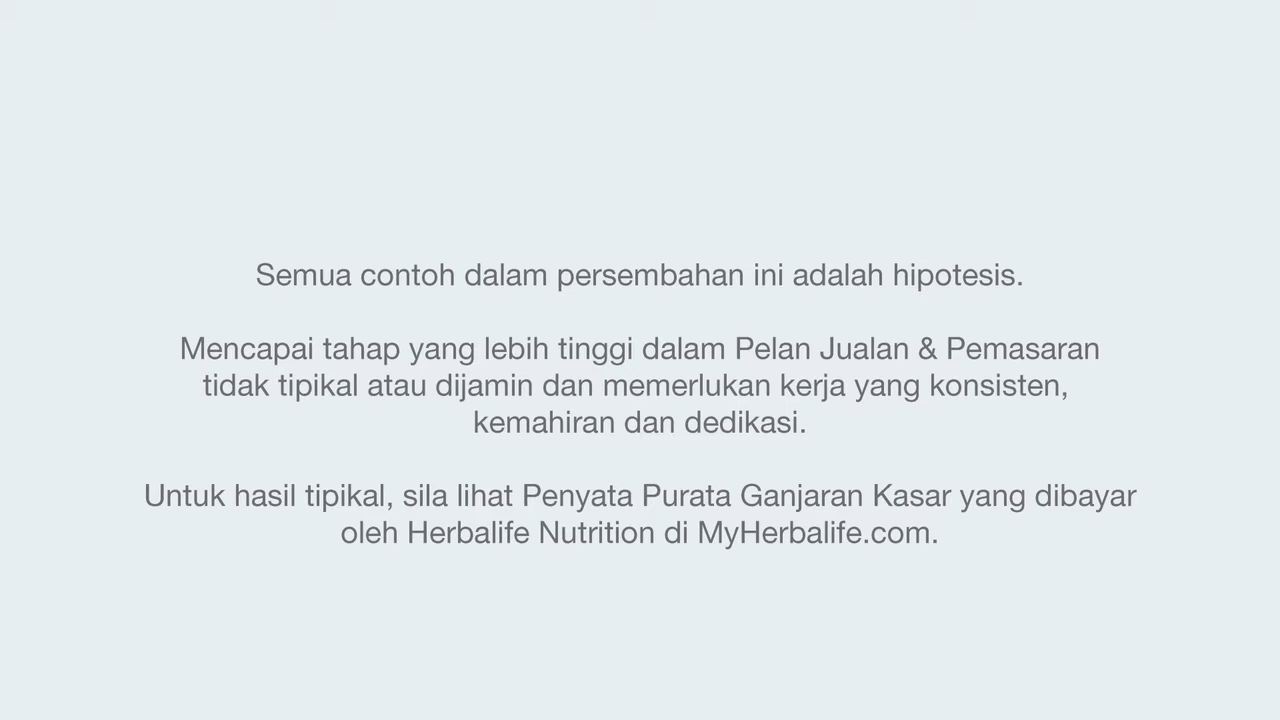 Semua contoh dalam persembahan ini adalah hipotesis.
Mencapai tahap yang lebih tinggi dalam Pelan Jualan & Pemasaran
tidak tipikal atau dijamin dan memerlukan kerja yang konsisten,
kemahiran dan dedikasi.
Untuk hasil tipikal, sila lihat Penyata Purata Ganjaran Kasar yang dibayar
oleh Herbalife Nutrition di MyHerbalife.com.